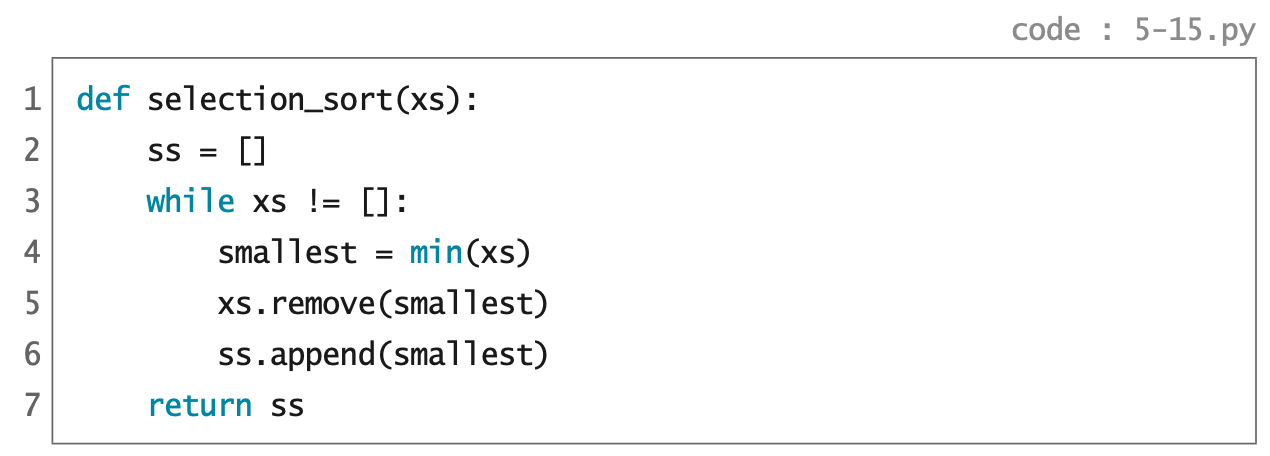 code : 5-15.py
1 def selection_sort(xs):
2     ss = []
3     while xs != []:
4         smallest = min(xs)
5         xs.remove(smallest)
6         ss.append(smallest)
7     return ss